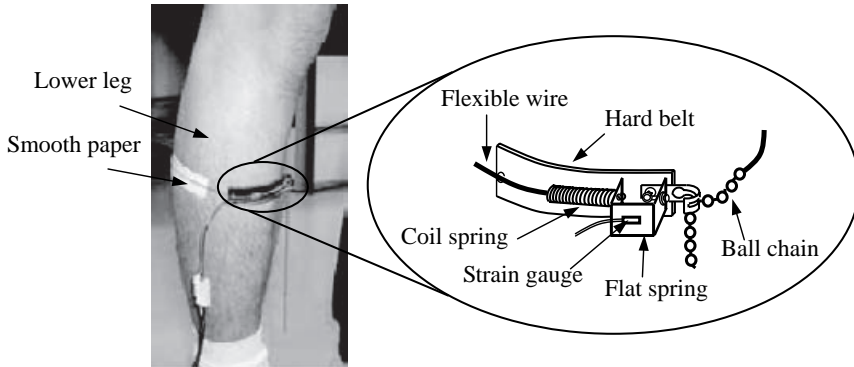 Lower leg
Smooth paper
Flexible wire
Hard belt
Coil spring
Strain gauge
Flat spring
Ball chain